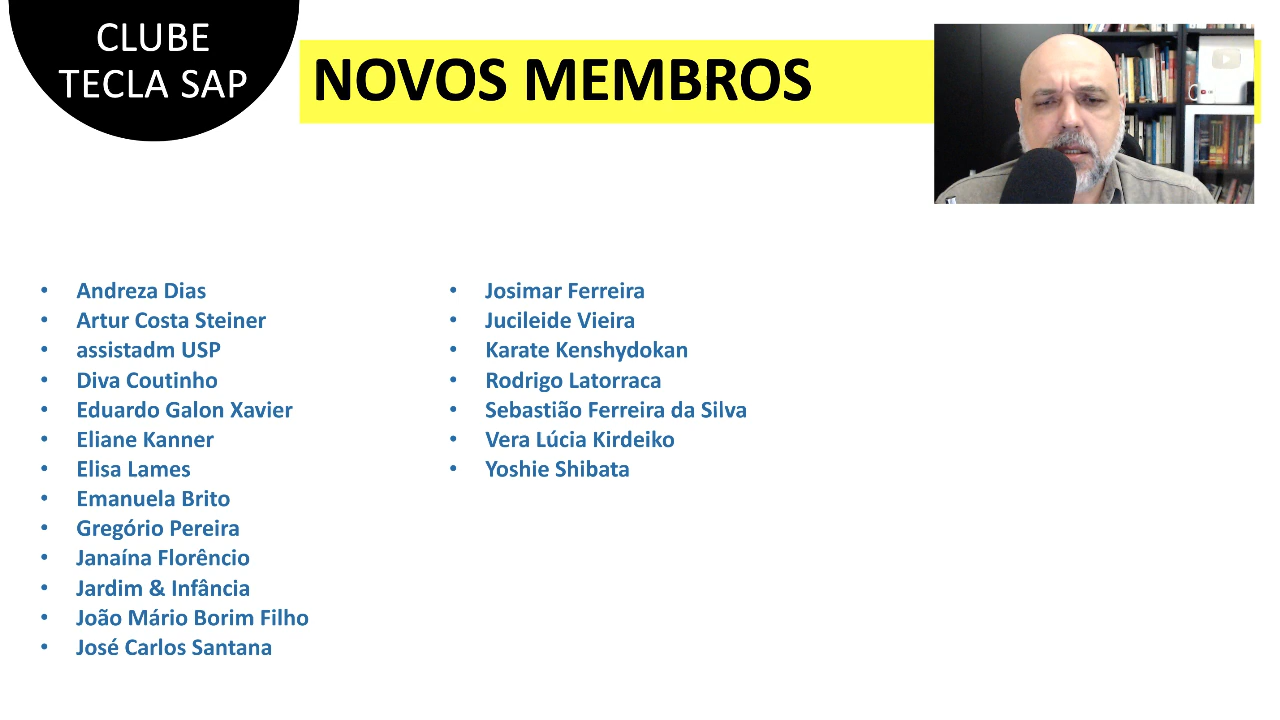 CLUBE
TECLA SAP
NOVOS MEMBROS
• Andreza Dias
• Artur Costa Steiner
• assistadm USP
• Diva Coutinho
• Eduardo Galon Xavier
• Eliane Kanner
• Elisa Lames
• Emanuela Brito
• Gregório Pereira
• Janaína Florêncio
• Jardim & Infância
• João Mário Borim Filho
• José Carlos Santana
• Josimar Ferreira
• Jucileide Vieira
• Karate Kenshydokan
• Rodrigo Latorraca
• Sebastião Ferreira da Silva
• Vera Lúcia Kirdeiko
• Yoshie Shibata